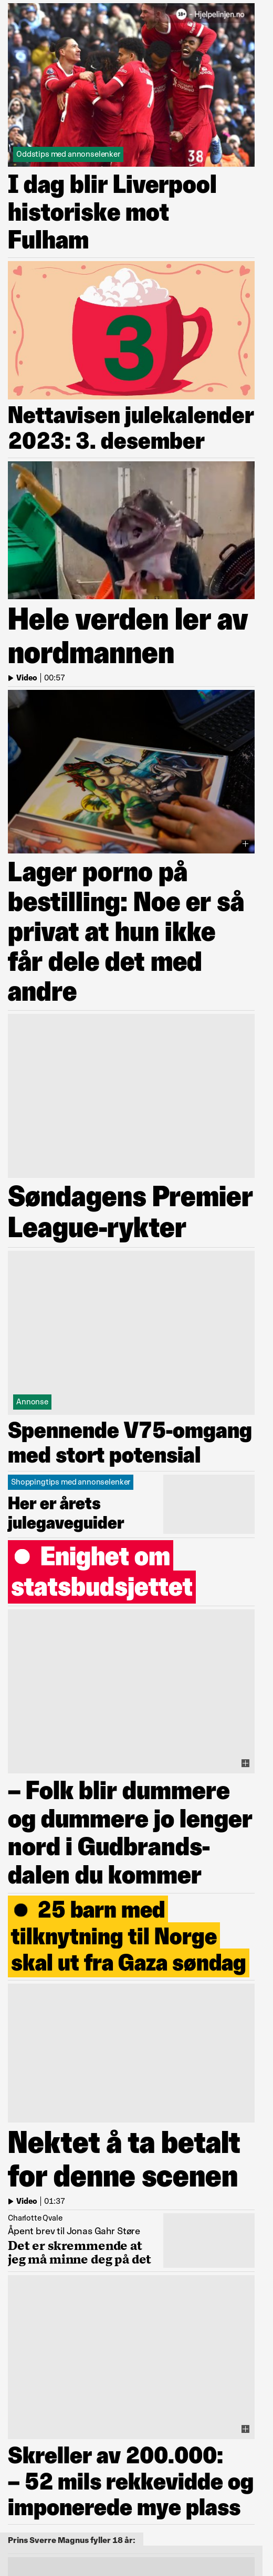 18+ - Hjelpelinjen.no
Oddstips med annonselenker
I dag blir Liverpool
historiske mot
Fulham
3
Nettavisen julekalender
2023: 3. desember
Hele verden ler av
nordmannen
Video | 00:57
Lager porno på
bestilling: Noe er så
privat at hun ikke
får dele det med
andre
Søndagens Premier
League-rykter
Annonse
Spennende V75-omgang
med stort potensial
Shoppingtips med annonselenker
Her er årets
julegaveguider
Enighet om
statsbudsjettet
– Folk blir dummere
og dummere jo lenger
nord i Gudbrands-
dalen du kommer
25 barn med
tilknytning til Norge
skal ut fra Gaza søndag
Nektet å ta betalt
for denne scenen
Video | 01:37
Charlotte Qvale
Åpent brev til Jonas Gahr Støre
Det er skremmende at
jeg må minne deg på det
Skreller av 200.000:
– 52 mils rekkevidde og
imponerede mye plass
Prins Sverre Magnus fyller 18 år: